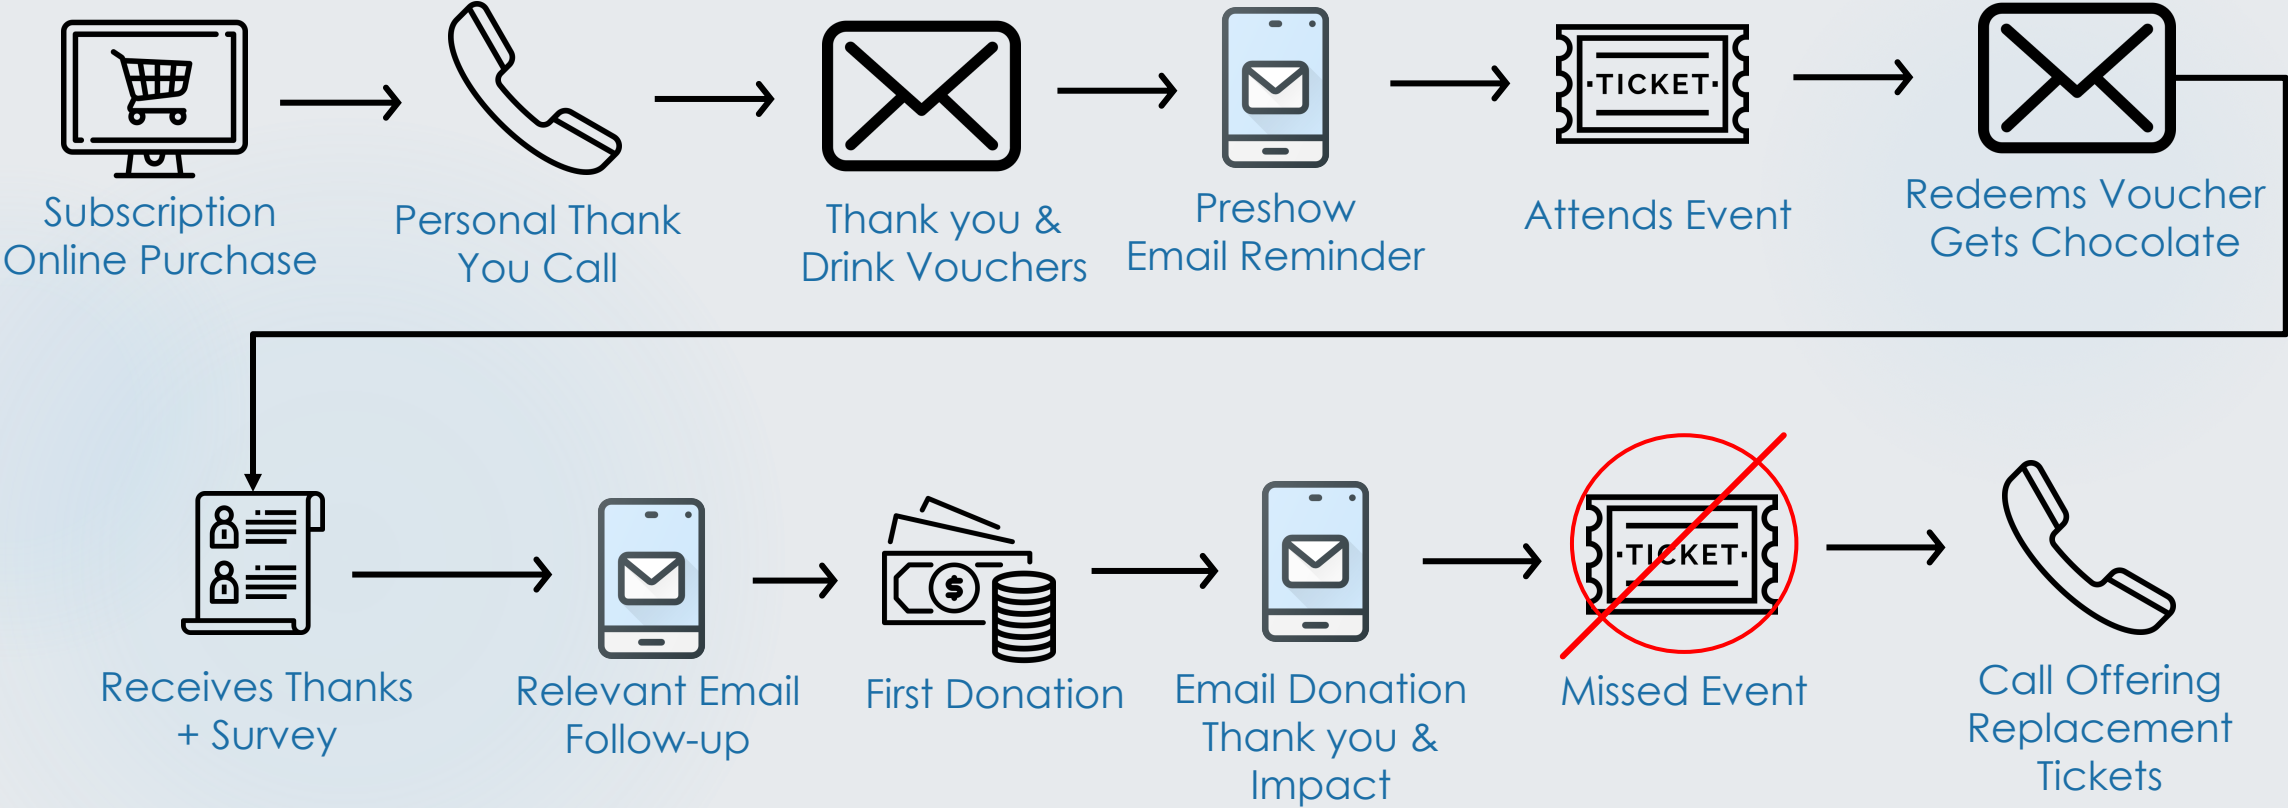 ·TICKET·
Subscription
Online Purchase
Personal Thank
You Call
Thank you &
Drink Vouchers
Preshow
Email Reminder
Attends Event
Redeems Voucher
Gets Chocolate
$
·TICKET·
Receives Thanks
+ Survey
Relevant Email
Follow-up
First Donation
Email Donation
Thank you &
Impact
Missed Event
Call Offering
Replacement
Tickets